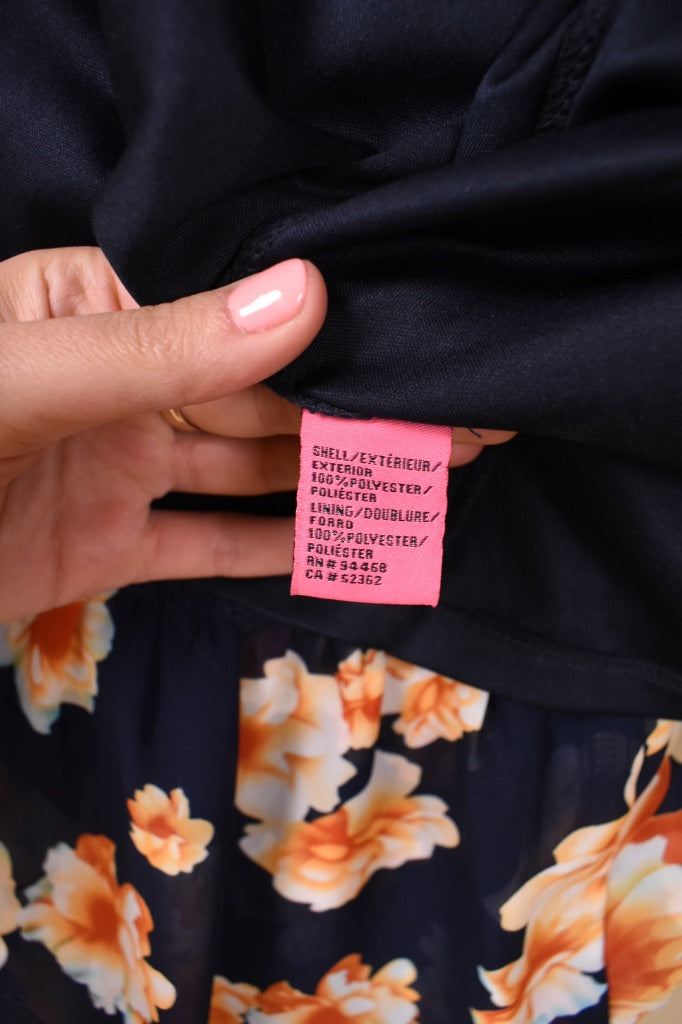 SHELL/EXTÉRIEUR/
EXTERIOR
100%POLYESTER/
POLIÉSTER
LINING/DOUBLURE/
FORRO
100%POLYESTER/
POLIÉSTER
RN# 94468
CA # 52362